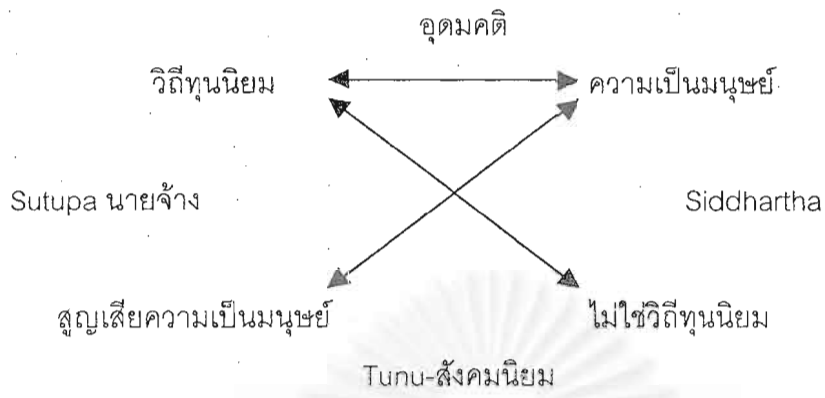 อุดมคติ
วิถีทุนนิยม ความเป็นมนุษย์
Sutupa นายจ้าง Siddhartha
สูญเสียความเป็นมนุษย์ ไม่ใช่วิถีทุนนิยม
Tunu-สังคมนิยม